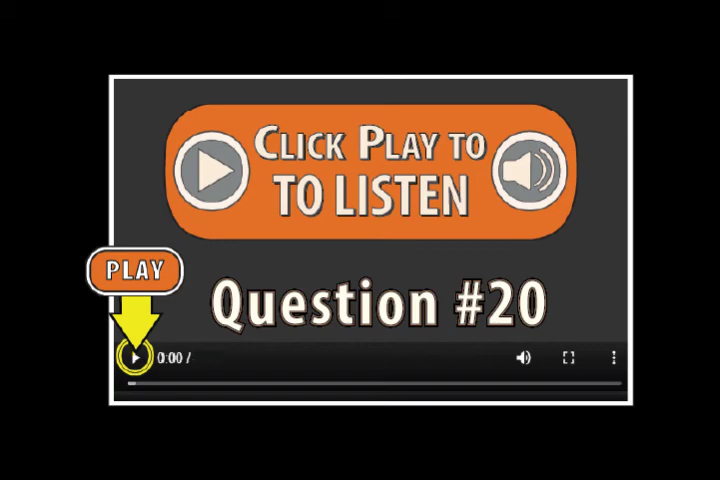 CLICK PLAY TO
TO LISTEN
PLAY
Question #20
0:00 /